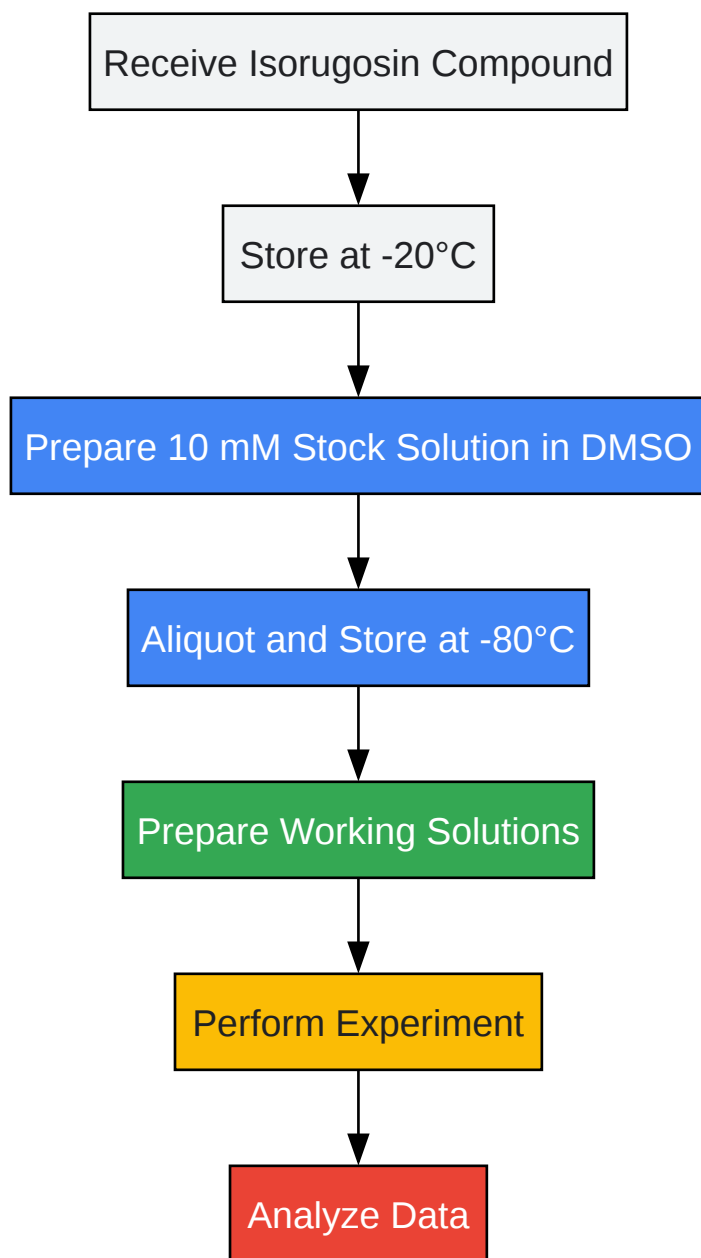 Receive Isorugosin Compound
Store at -20°C
Prepare 10 mM Stock Solution in DMSO
Aliquot and Store at -80°C
Prepare Working Solutions
Perform Experiment
Analyze Data